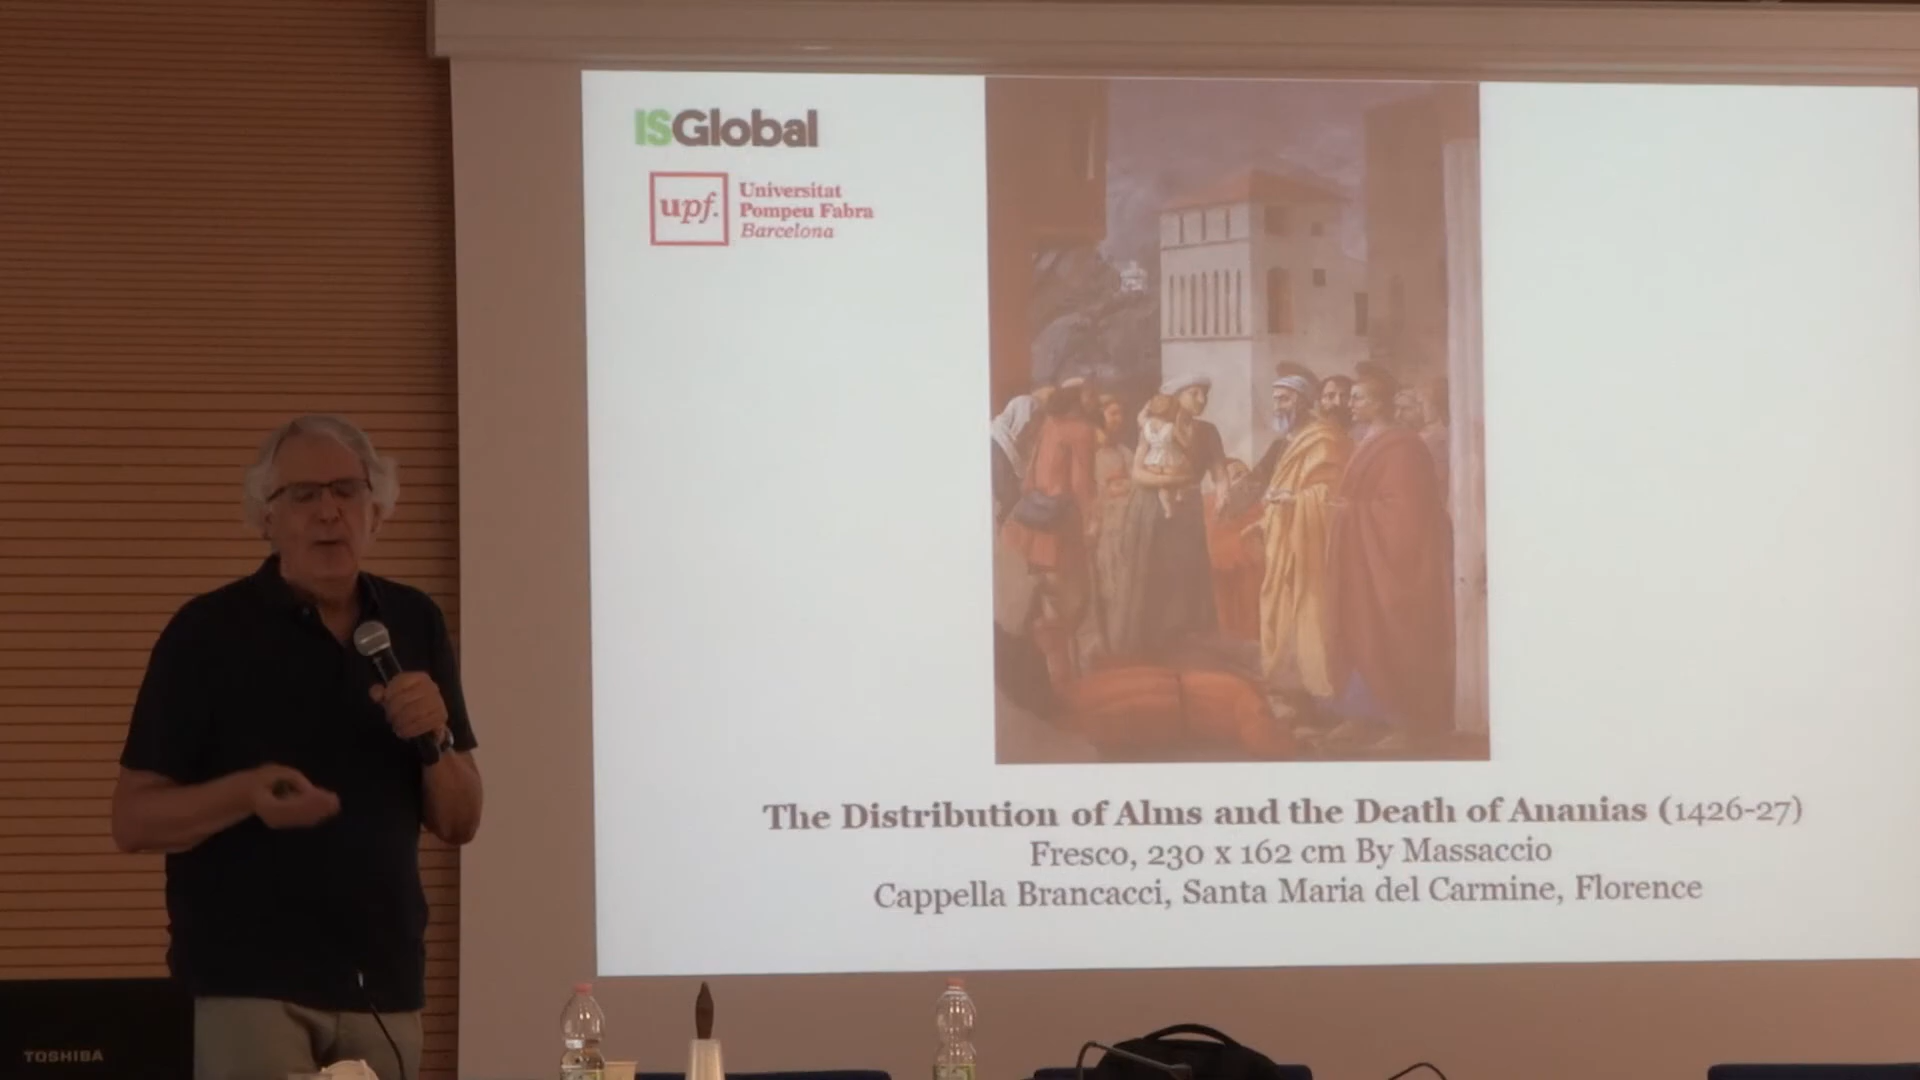 ISGlobal
upf.
Universitat
Pompeu Fabra
Barcelona
The Distribution of Alms and the Death of Ananias (1426-27)
Fresco, 230 x 162 cm By Massaccio
Cappella Brancacci, Santa Maria del Carmine, Florence
TOSHIBA